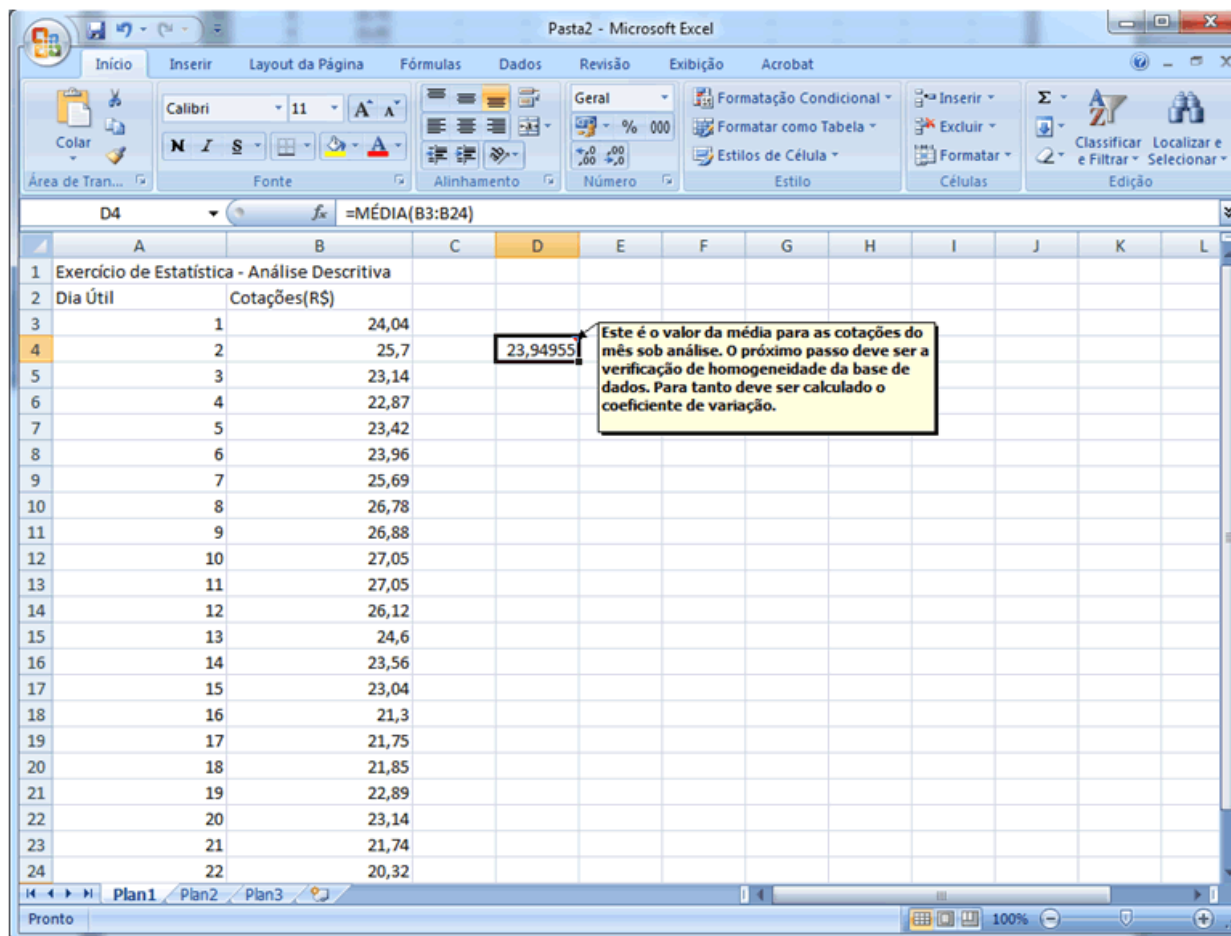 Pasta2 - Microsoft Excel
Início Inserir Layout da Página Fórmulas Dados Revisão Exibição Acrobat
Colar
Área de Tran...
Calibri 11 A A
N I S A
Fonte
Alinhamento
Geral
% 000
,0 ,00 ,00 ,0
Número
Formatação Condicional
Formatar como Tabela
Estilos de Célula
Estilo
Inserir
Excluir
Formatar
Células
Σ
Classificar e Filtrar
Localizar e Selecionar
Edição
D4 fx =MÉDIA(B3:B24)
A B C D E F G H I J K L
1 Exercício de Estatística - Análise Descritiva
2 Dia Útil Cotações(R$)
3 1 24,04
4 2 25,7 23,94955
5 3 23,14
6 4 22,87
7 5 23,42
8 6 23,96
9 7 25,69
10 8 26,78
11 9 26,88
12 10 27,05
13 11 27,05
14 12 26,12
15 13 24,6
16 14 23,56
17 15 23,04
18 16 21,3
19 17 21,75
20 18 21,85
21 19 22,89
22 20 23,14
23 21 21,74
24 22 20,32
Este é o valor da média para as cotações do
mês sob análise. O próximo passo deve ser a
verificação de homogeneidade da base de
dados. Para tanto deve ser calculado o
coeficiente de variação.
Plan1 Plan2 Plan3
Pronto 100%